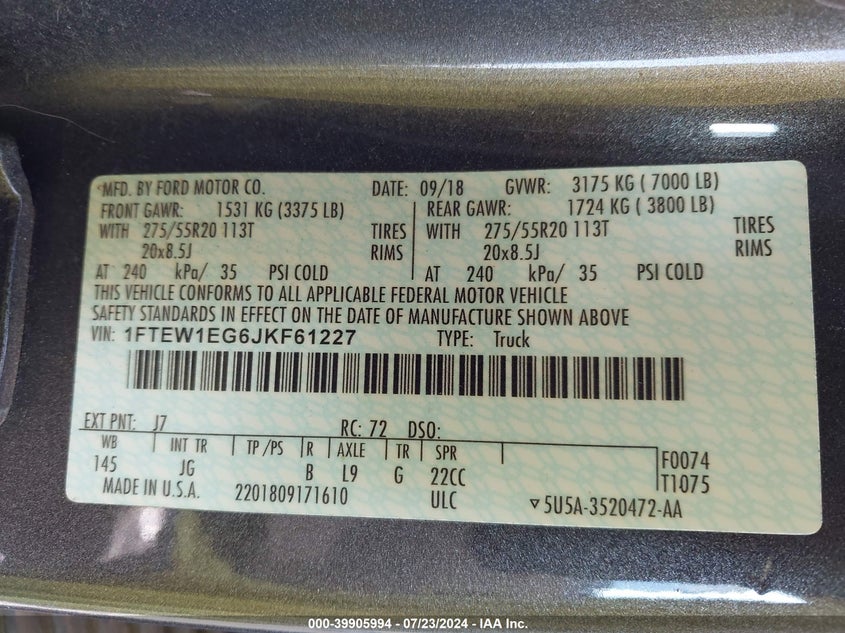 MFD. BY FORD MOTOR CO. DATE: 09/18 GVWR: 3175 KG ( 7000 LB)
FRONT GAWR: 1531 KG (3375 LB) REAR GAWR: 1724 KG ( 3800 LB)
WITH 275/55R20 113T TIRES WITH 275/55R20 113T TIRES
20x8.5J RIMS 20x8.5J RIMS
AT 240 kPa/ 35 PSI COLD AT 240 kPa/ 35 PSI COLD
THIS VEHICLE CONFORMS TO ALL APPLICABLE FEDERAL MOTOR VEHICLE
SAFETY STANDARDS IN EFFECT ON THE DATE OF MANUFACTURE SHOWN ABOVE
VIN: 1FTEW1EG6JKF61227 TYPE: Truck
EXT PNT: J7 RC: 72 DSO:
WB INT TR TP/PS R AXLE TR SPR F0074
145 JG B L9 G 22CC T1075
MADE IN U.S.A. 2201809171610 ULC ▽5U5A-3520472-AA
000-39905994 / 07/23/2024 - IAA Inc.